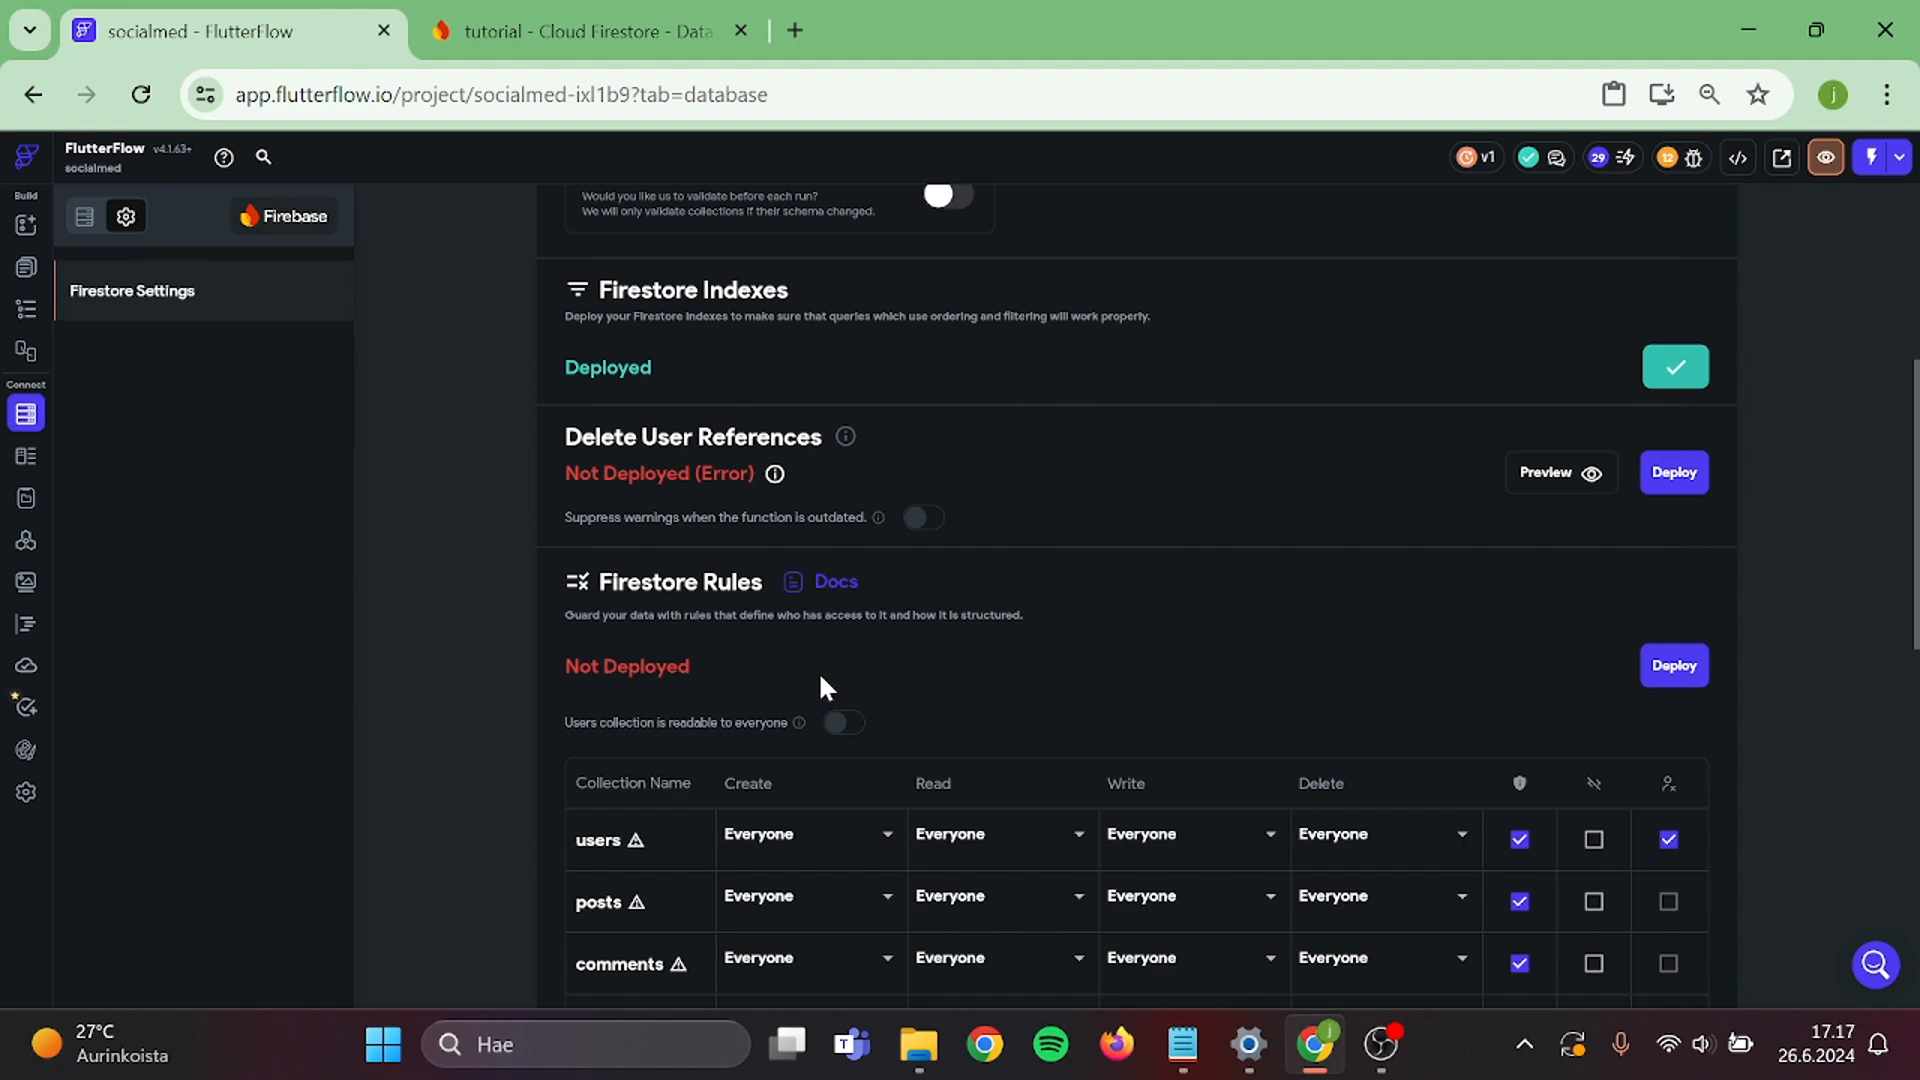 socialmed - FlutterFlow
tutorial - Cloud Firestore - Data
app.flutterflow.io/project/socialmed-ixl1b9?tab=database
j
FlutterFlow v4.1.63+
socialmed
v1
29
12
Build
Firebase
Would you like us to validate before each run?
We will only validate collections if their schema changed.
Firestore Settings
Firestore Indexes
Deploy your Firestore indexes to make sure that queries which use ordering and filtering will work properly.
Deployed
Connect
Delete User References
Not Deployed (Error)
Preview
Deploy
Suppress warnings when the function is outdated.
Firestore Rules Docs
Guard your data with rules that define who has access to it and how it is structured.
Not Deployed
Deploy
Users collection is readable to everyone
Collection Name Create Read Write Delete
users Everyone Everyone Everyone Everyone
posts Everyone Everyone Everyone Everyone
comments Everyone Everyone Everyone Everyone
27°C
Aurinkoista
Hae
T
j
17.17
26.6.2024